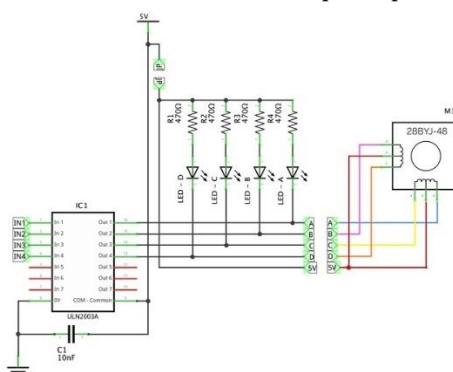 5V
JP
JP
R1
470Ω
R2
470Ω
R3
470Ω
R4
470Ω
LED - D
LED - C
LED - B
LED - A
M1
28BYJ-48
IC1
IN1
IN2
IN3
IN4
In 1
In 2
In 3
In 4
In 5
In 6
In 7
0V
Out 1
Out 2
Out 3
Out 4
Out 5
Out 6
Out 7
COM - Common
ULN2003A
A
B
C
D
5V
A
B
C
D
5V
C1
10nF